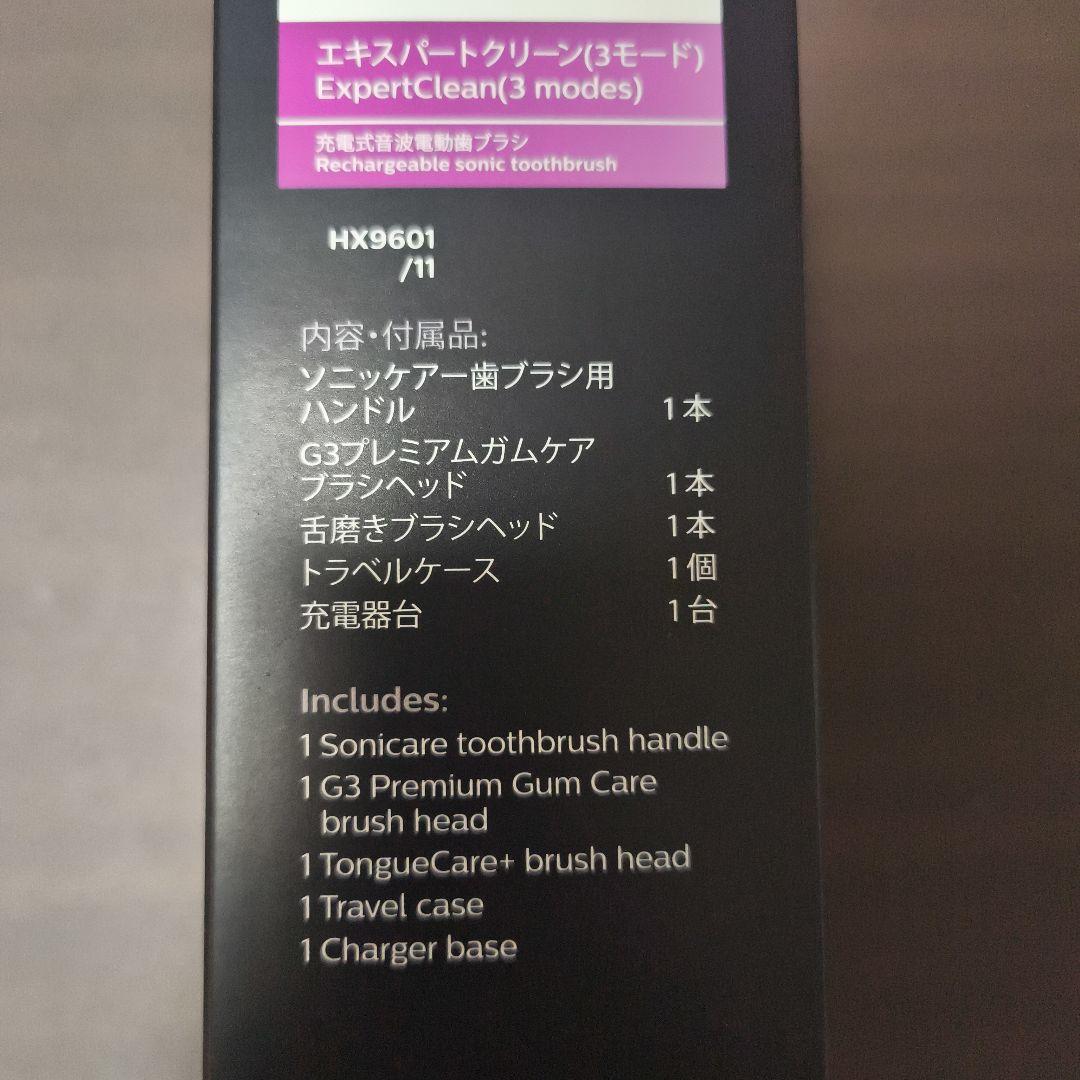 エキスパートクリーン(3モード)
ExpertClean(3 modes)
充電式音波電動歯ブラシ
Rechargeable sonic toothbrush
HX9601
/11
内容・付属品:
ソニッケアー歯ブラシ用
ハンドル 1本
G3プレミアムガムケア
ブラシヘッド 1本
舌磨きブラシヘッド 1本
トラベルケース 1個
充電器台 1台
Includes:
1 Sonicare toothbrush handle
1 G3 Premium Gum Care
brush head
1 TongueCare+ brush head
1 Travel case
1 Charger base